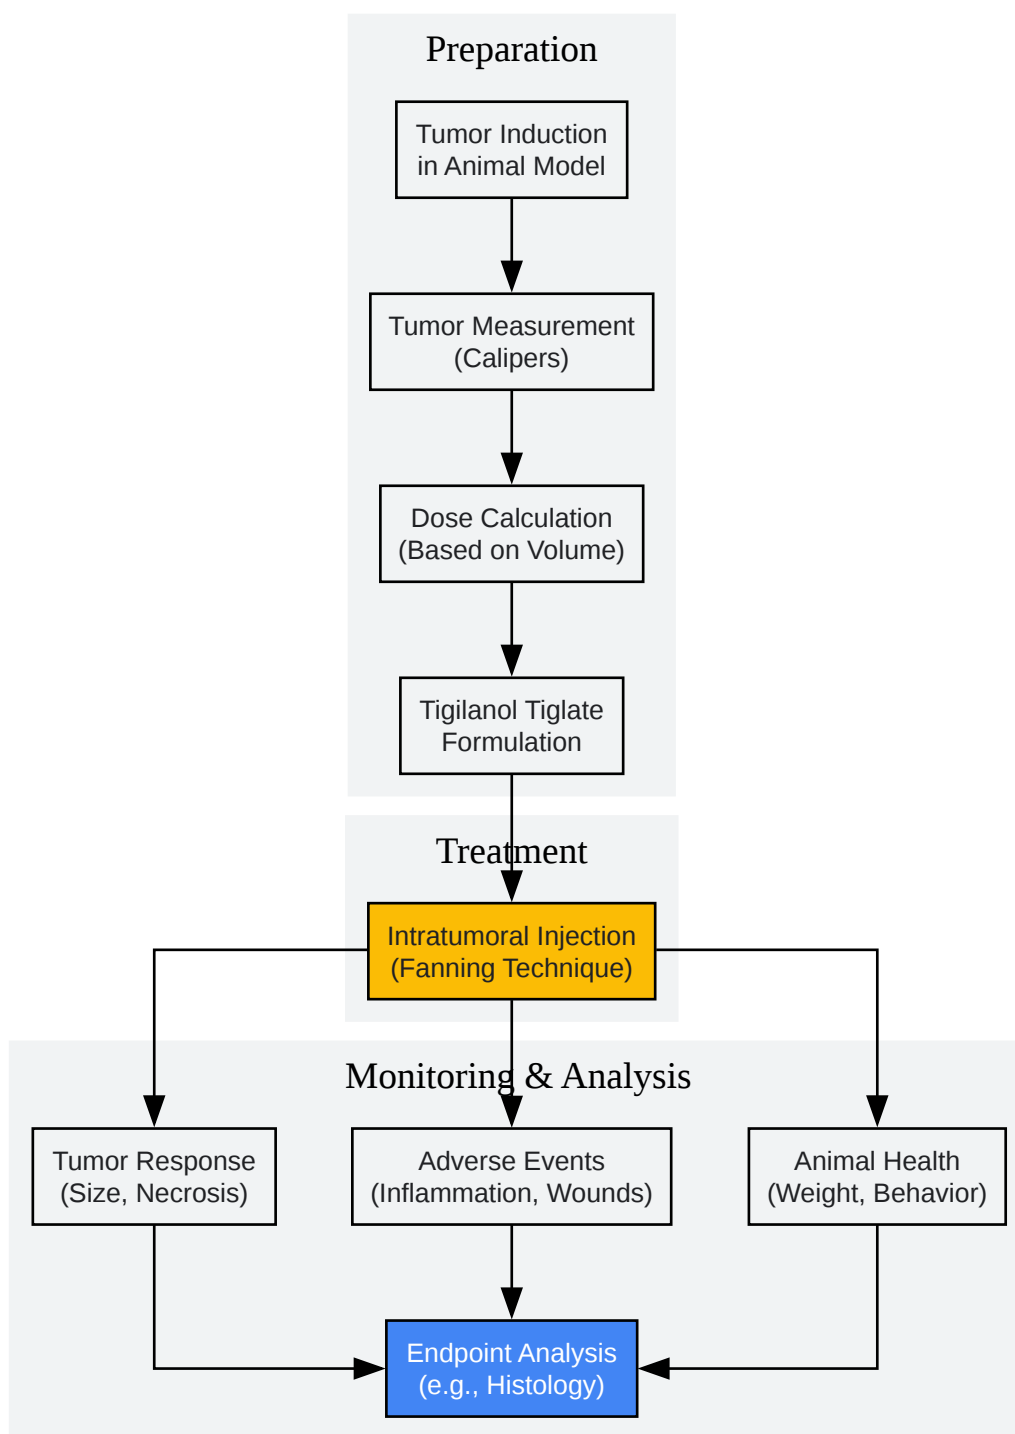 Preparation
Tumor Induction
in Animal Model
Tumor Measurement
(Calipers)
Dose Calculation
(Based on Volume)
Tigilanol Tiglate
Formulation
Treatment
Intratumoral Injection
(Fanning Technique)
Monitoring & Analysis
Tumor Response
(Size, Necrosis)
Adverse Events
(Inflammation, Wounds)
Animal Health
(Weight, Behavior)
Endpoint Analysis
(e.g., Histology)